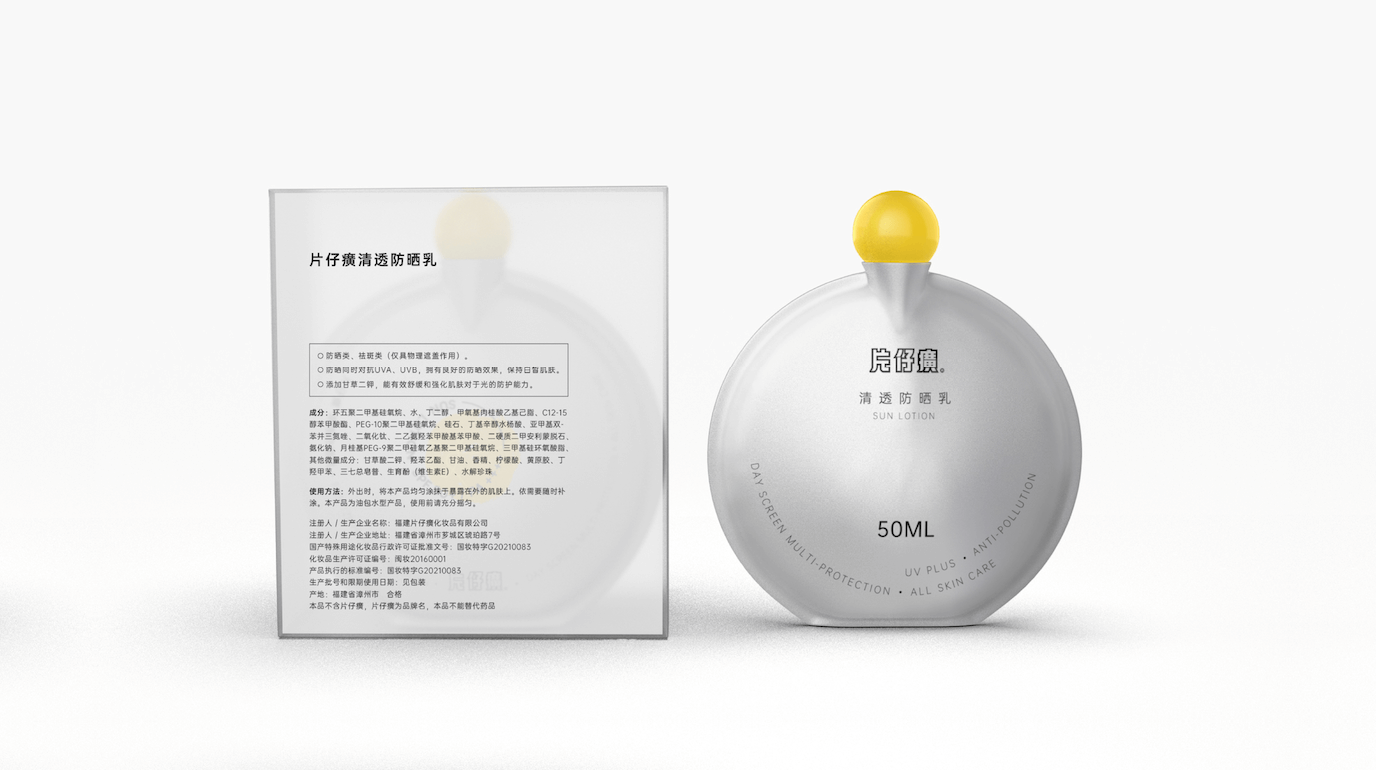 片仔癀清透防晒乳
○防晒类、祛斑类（仅具物理遮盖作用）。
○防晒同时对抗UVA、UVB，拥有良好的防晒效果，保持日皙肌肤。
○添加甘草二钾，能有效舒缓和强化肌肤对于光的防护能力。
成分：环五聚二甲基硅氧烷、水、丁二醇、甲氧基肉桂酸乙基己脂、C12-15
醇苯甲酸酯、PEG-10聚二甲基硅氧烷、硅石、丁基辛醇水杨酸、亚甲基双-
苯并三氮唑、二氧化钛、二乙氨羟苯甲酸基苯甲酸、二硬质二甲安利蒙脱石、
氨化钠、月桂基PEG-9聚二甲硅氧乙基聚二甲基硅氧烷、三甲基硅环氧酸脂、
其他微量成分：甘草酸二钾、羟苯乙酯、甘油、香精、柠檬酸、黄原胶、丁
羟甲苯、三七总皂昔、生育酚（维生素E）、水解珍珠
使用方法：外出时，将本产品均匀涂抹于暴露在外的肌肤上。依需要随时补
涂。本产品为油包水型产品，使用前请充分摇匀。
注册人 / 生产企业名称：福建片仔癀化妆品有限公司
注册人 / 生产企业地址：福建省漳州市芗城区琥珀路7号
国产特殊用途化妆品行政许可证批准文号：国妆特字G20210083
化妆品生产许可证编号：闽妆20160001
产品执行的标准编号：国妆特字G20210083
生产批号和限期使用日期：见包装
产地：福建省漳州市 合格
本品不含片仔癀，片仔癀为品牌名，本品不能替代药品
片仔癀®
清透防晒乳
SUN LOTION
50ML
UV PLUS • ANTI-POLLUTION
DAY SCREEN MULTI-PROTECTION • ALL SKIN CARE